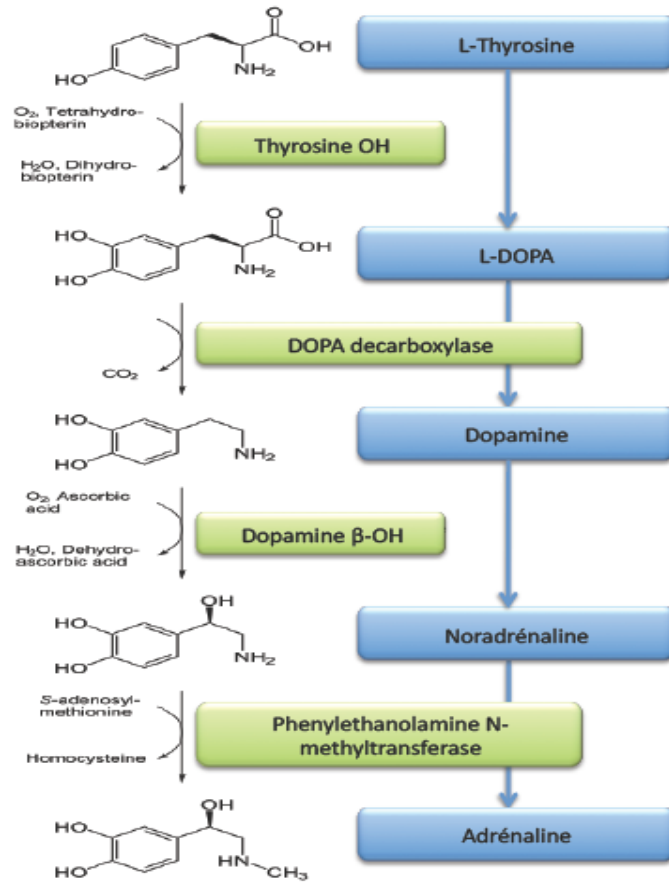 O
OH
NH2
HO
L-Thyrosine
O2, Tetrahydro-
biopterin
Thyrosine OH
H2O, Dihydro-
biopterin
O
HO
OH
NH2
HO
L-DOPA
DOPA decarboxylase
CO2
HO
NH2
HO
Dopamine
O2, Ascorbic
acid
Dopamine β-OH
H2O, Dehydro-
ascorbic acid
OH
HO
NH2
HO
Noradrénaline
S-adenosyl-
methionine
Phenylethanolamine N-
methyltransferase
Homocysteine
OH
HO
HN
CH3
HO
Adrénaline